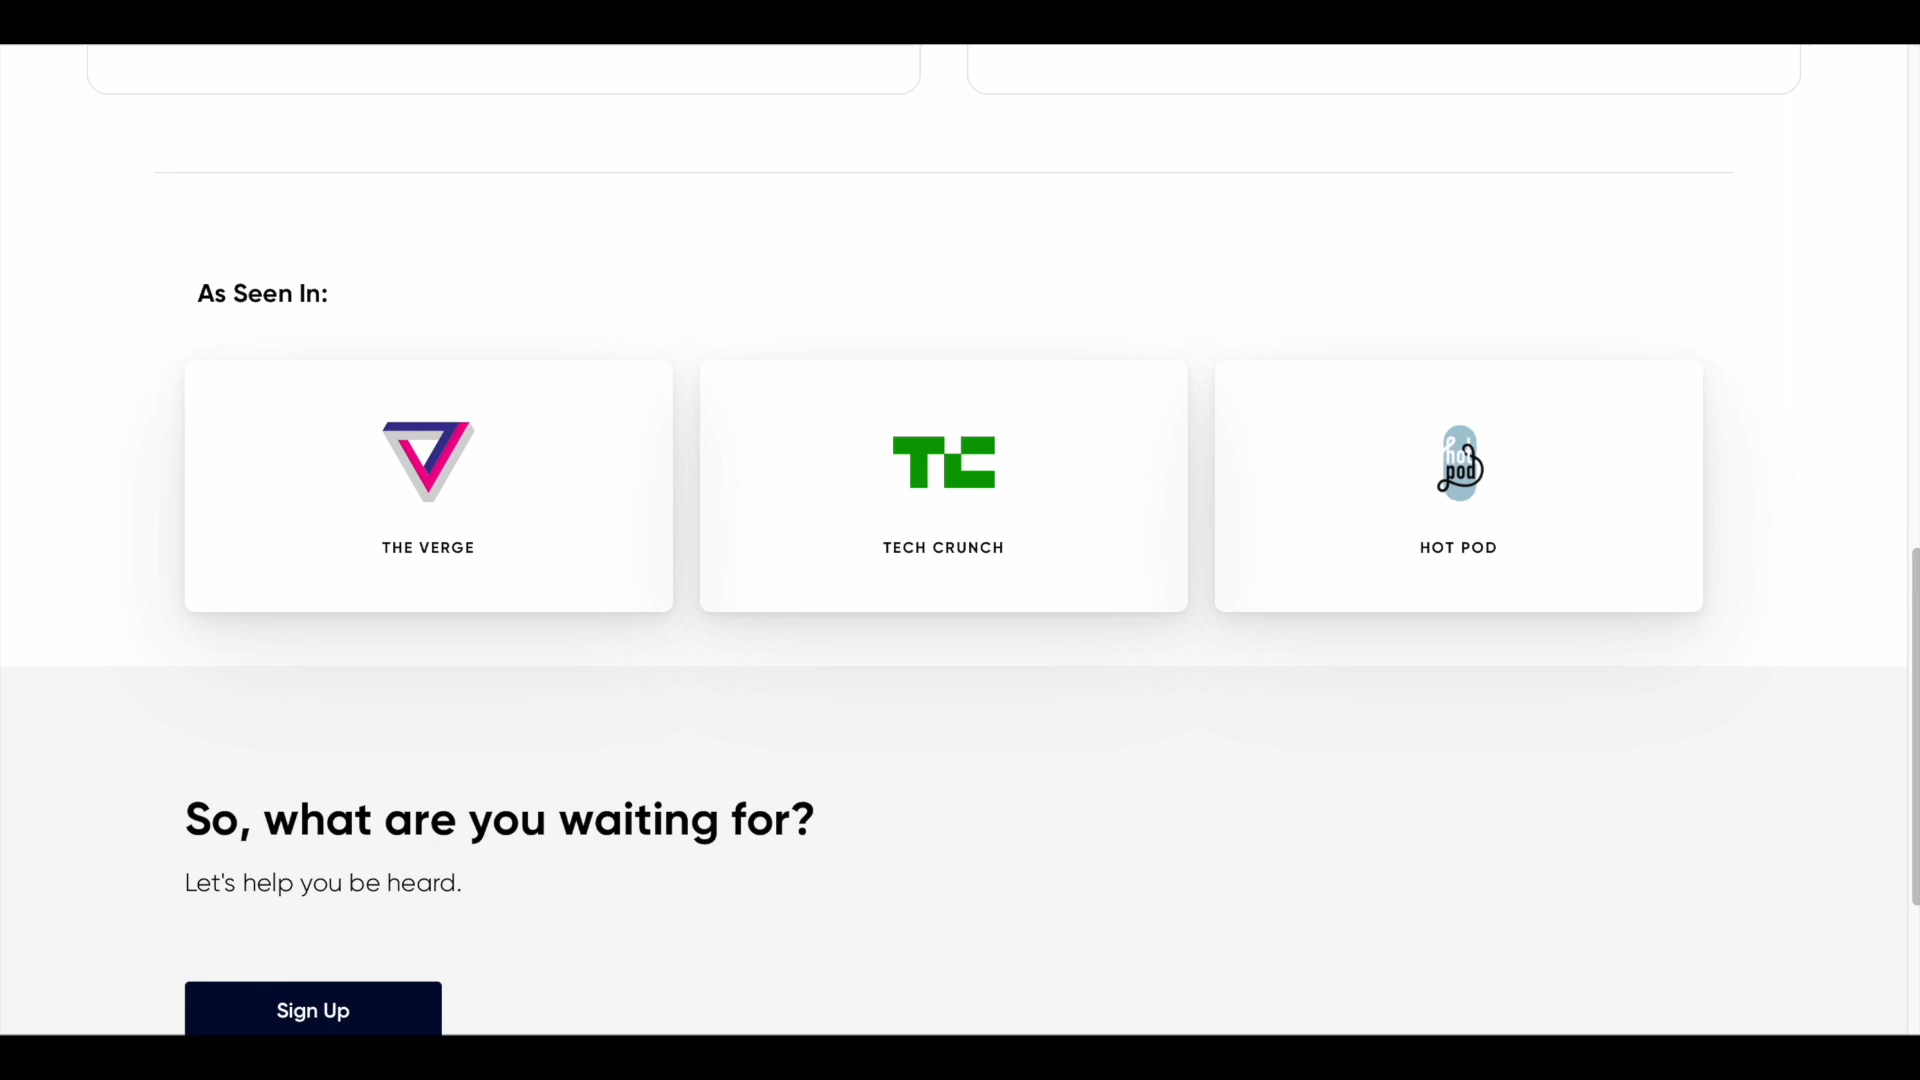 As Seen In:
THE VERGE
TC
TECH CRUNCH
hot
pod
HOT POD
So, what are you waiting for?
Let's help you be heard.
Sign Up